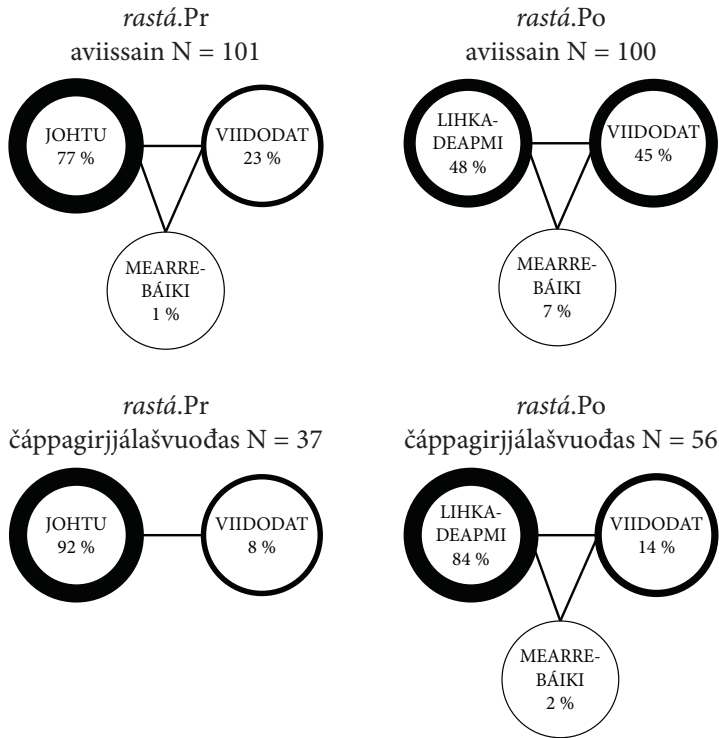 rastá.Pr
aviissain N = 101
JOHTU
77 %
VIIDODAT
23 %
MEARRE-
BÁIKI
1 %
rastá.Po
aviissain N = 100
LIHKA-
DEAPMI
48 %
VIIDODAT
45 %
MEARRE-
BÁIKI
7 %
rastá.Pr
čáppagirjjálašvuođas N = 37
JOHTU
92 %
VIIDODAT
8 %
rastá.Po
čáppagirjjálašvuođas N = 56
LIHKA-
DEAPMI
84 %
VIIDODAT
14 %
MEARRE-
BÁIKI
2 %